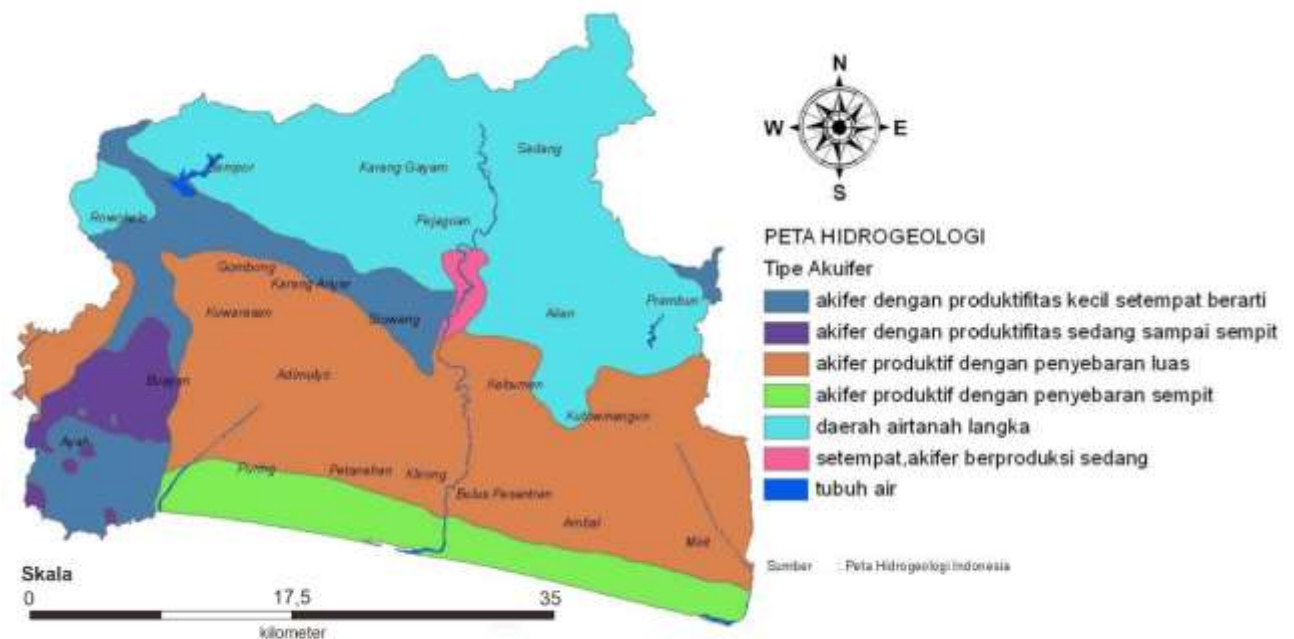 N
W E
S
PETA HIDROGEOLOGI
Tipe Akuifer
akifer dengan produktifitas kecil setempat berarti
akifer dengan produktifitas sedang sampai sempit
akifer produktif dengan penyebaran luas
akifer produktif dengan penyebaran sempit
daerah airtanah langka
setempat,akifer berproduksi sedang
tubuh air
Sumber : Peta Hidrogeologi Indonesia
Sadang
Sempor
Karang Gayam
Pejagoan
Rowokele
Gombong
Karang Anyar
Prembun
Kuwarasan
Sruweng
Alian
Buayan
Adimulyo
Kebumen
Kutowinangun
Ayah
Puring
Petanahan
Klirong
Bulus Pesantran
Ambal
Mirit
Skala
0 17,5 35
kilometer